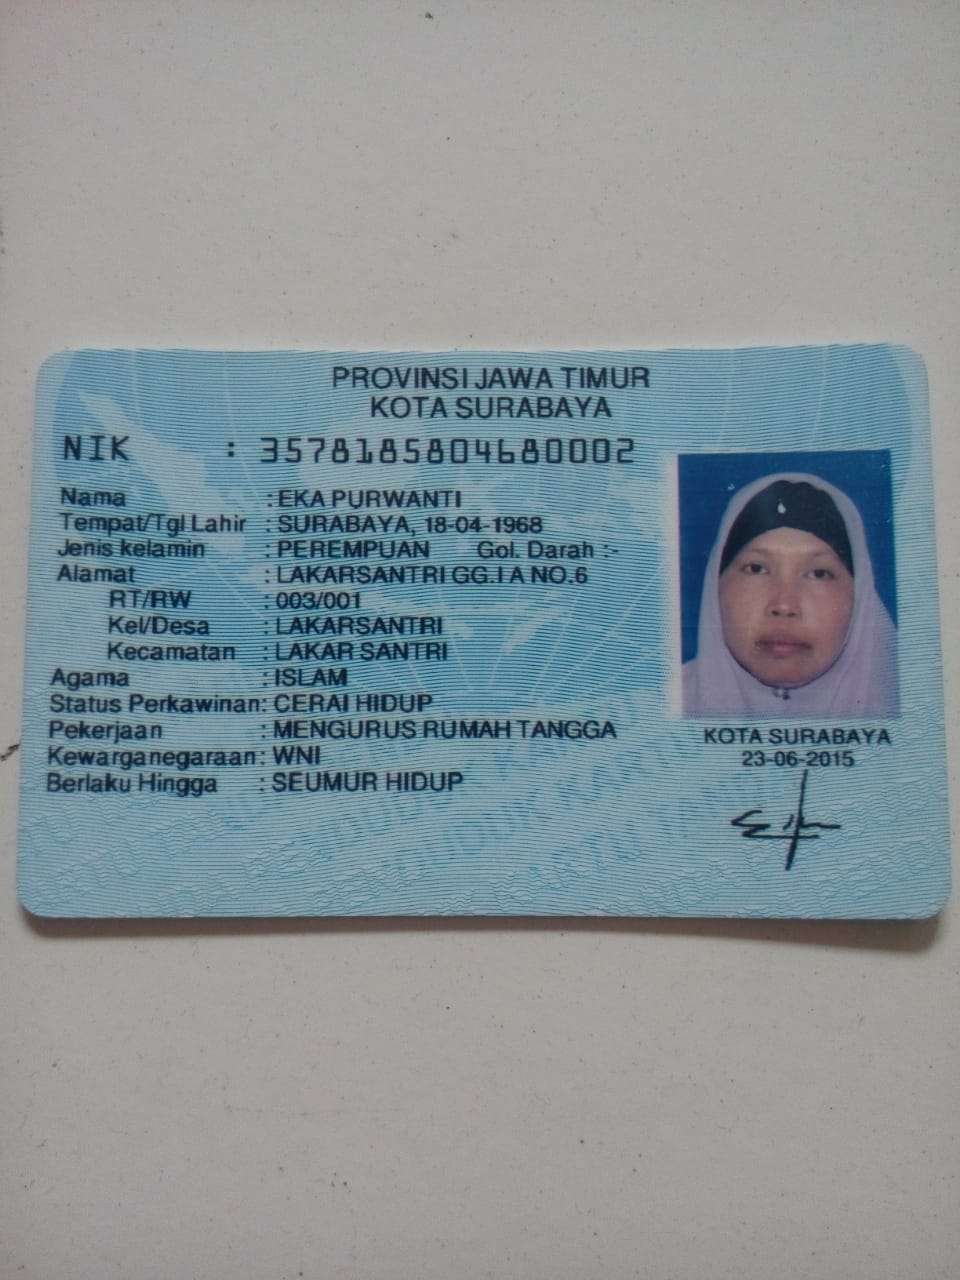 PROVINSI JAWA TIMUR
KOTA SURABAYA
NIK : 3578185804680002
Nama : EKA PURWANTI
Tempat/Tgl Lahir : SURABAYA, 18-04-1968
Jenis kelamin : PEREMPUAN Gol. Darah :-
Alamat : LAKARSANTRI GG.I A NO.6
RT/RW : 003/001
Kel/Desa : LAKARSANTRI
Kecamatan : LAKAR SANTRI
Agama : ISLAM
Status Perkawinan: CERAI HIDUP
Pekerjaan : MENGURUS RUMAH TANGGA
Kewarganegaraan : WNI
Berlaku Hingga : SEUMUR HIDUP
KOTA SURABAYA
23-06-2015